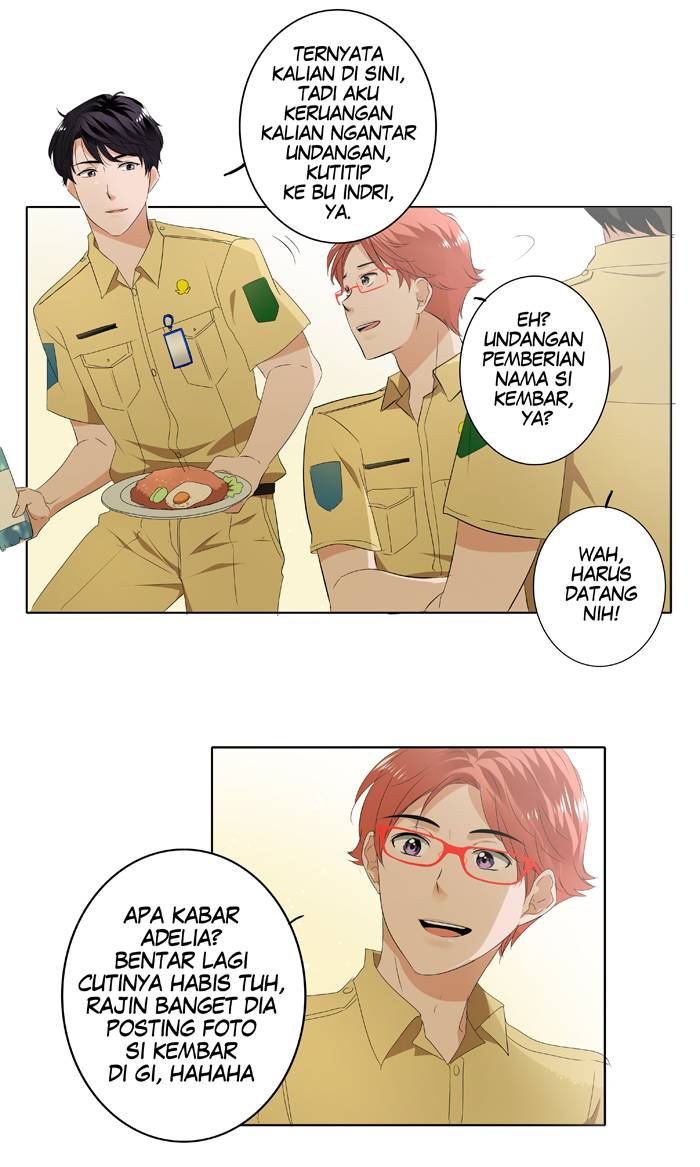 TERNYATA
KALIAN DI SINI,
TADI AKU
KERUANGAN
KALIAN NGANTAR
UNDANGAN,
KUTITIP
KE BU INDRI,
YA.
EH?
UNDANGAN
PEMBERIAN
NAMA SI
KEMBAR,
YA?
WAH,
HARUS
DATANG
NIH!
APA KABAR
ADELIA?
BENTAR LAGI
CUTINYA HABIS TUH,
RAJIN BANGET DIA
POSTING FOTO
SI KEMBAR
DI GI, HAHAHA